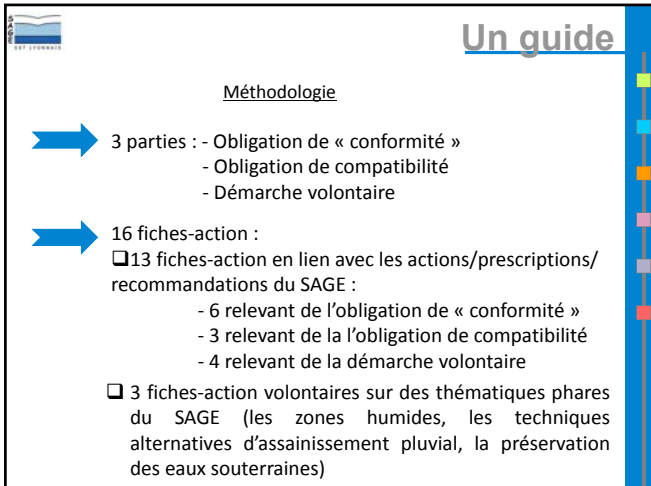 SAGE
EST LYONNAIS
Un guide
Méthodologie
3 parties : - Obligation de « conformité »
- Obligation de compatibilité
- Démarche volontaire
16 fiches-action :
❑13 fiches-action en lien avec les actions/prescriptions/
recommandations du SAGE :
- 6 relevant de l’obligation de « conformité »
- 3 relevant de la l’obligation de compatibilité
- 4 relevant de la démarche volontaire
❑ 3 fiches-action volontaires sur des thématiques phares
du SAGE (les zones humides, les techniques
alternatives d’assainissement pluvial, la préservation
des eaux souterraines)